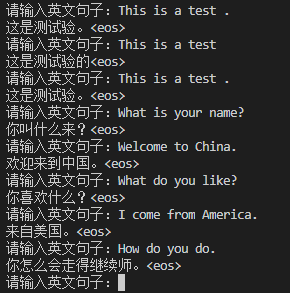 请输入英文句子：This is a test .
这是测试验。<eos>
请输入英文句子：This is a test
这是测试验的<eos>
请输入英文句子：This is a test .
这是测试验。<eos>
请输入英文句子：What is your name?
你叫什么来？<eos>
请输入英文句子：Welcome to China.
欢迎来到中国。<eos>
请输入英文句子：What do you like?
你喜欢什么？<eos>
请输入英文句子：I come from America.
来自美国。<eos>
请输入英文句子：How do you do.
你怎么会走得继续师。<eos>
请输入英文句子：